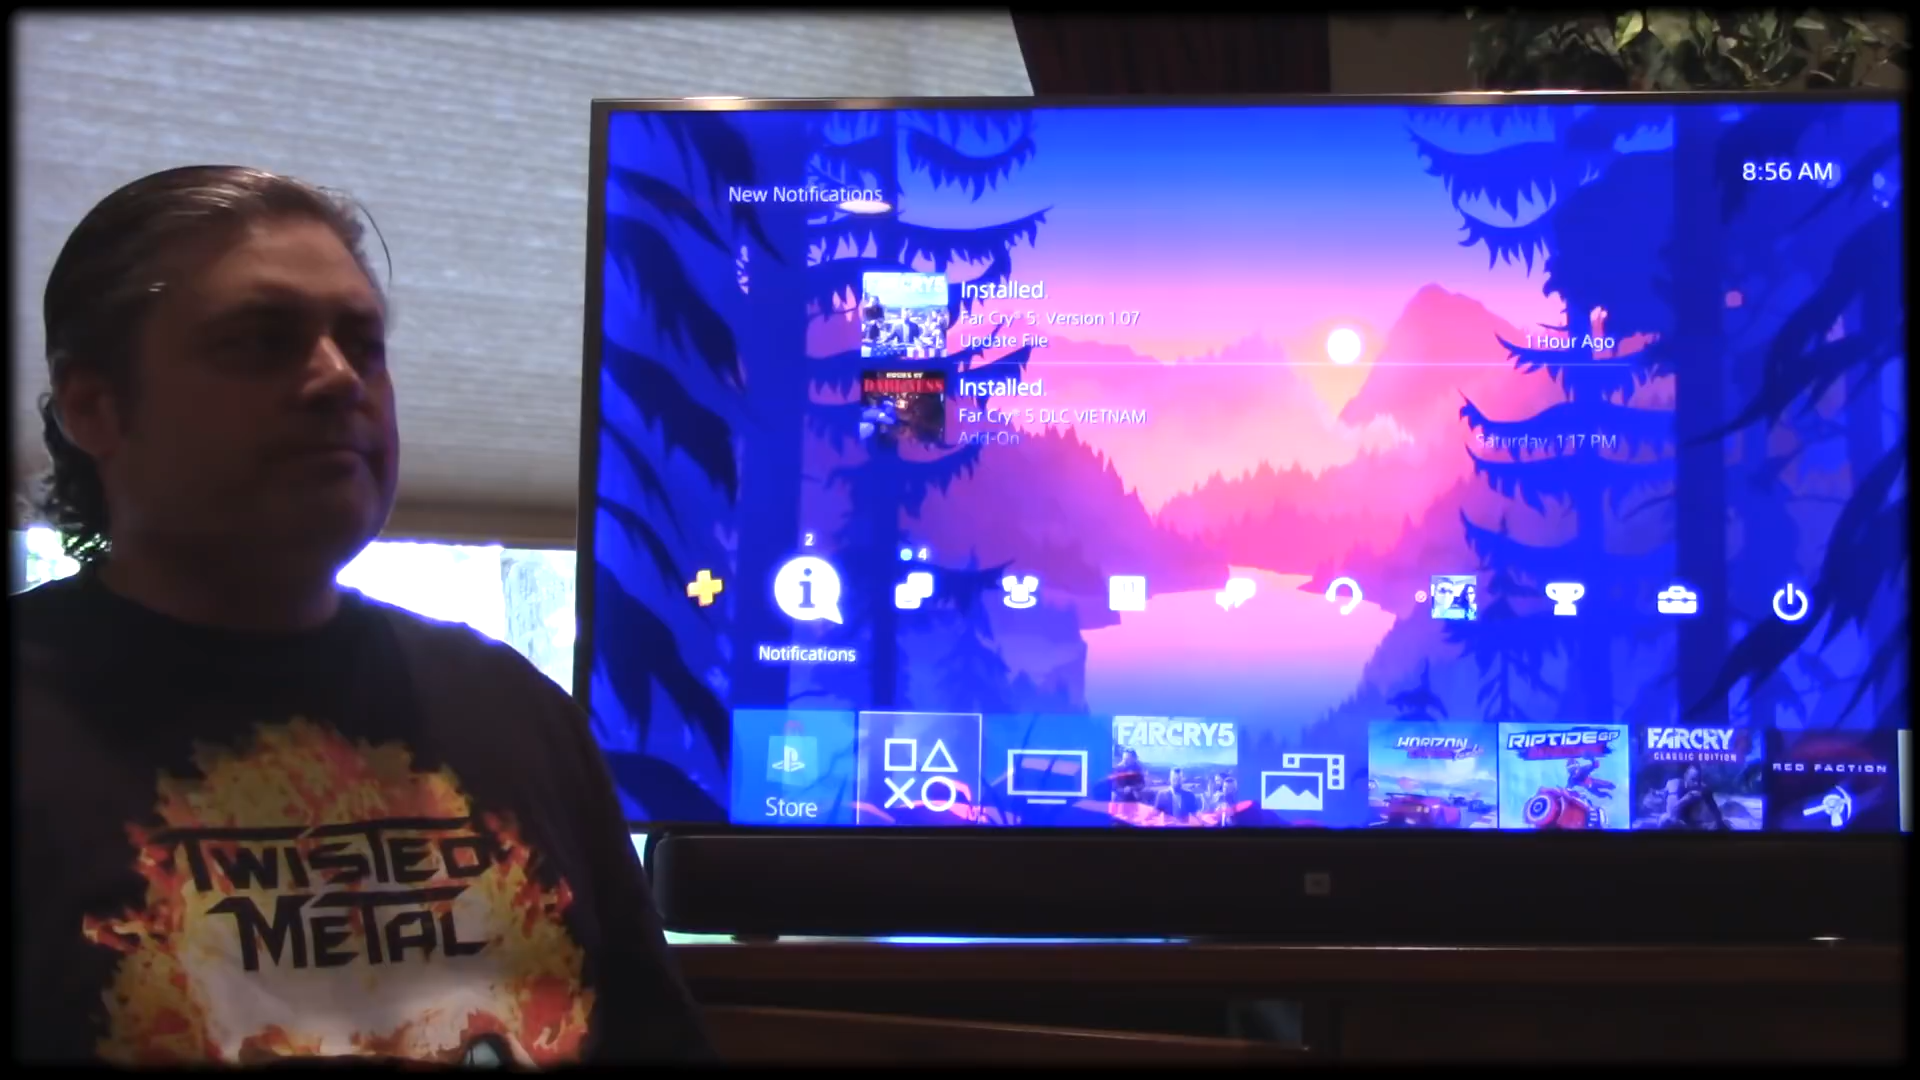 8:56 AM
New Notifications
FARCRY5
Installed.
Far Cry® 5: Version 1.07
Update File
1 Hour Ago
DARKNESS
Installed.
Far Cry® 5 DLC VIETNAM
Add-On
Saturday, 1:17 PM
2
4
Notifications
Store
FARCRY5
HORIZON
RIPTIDE GP
FARCRY
CLASSIC EDITION
RED FACTION
TWISTED
METAL